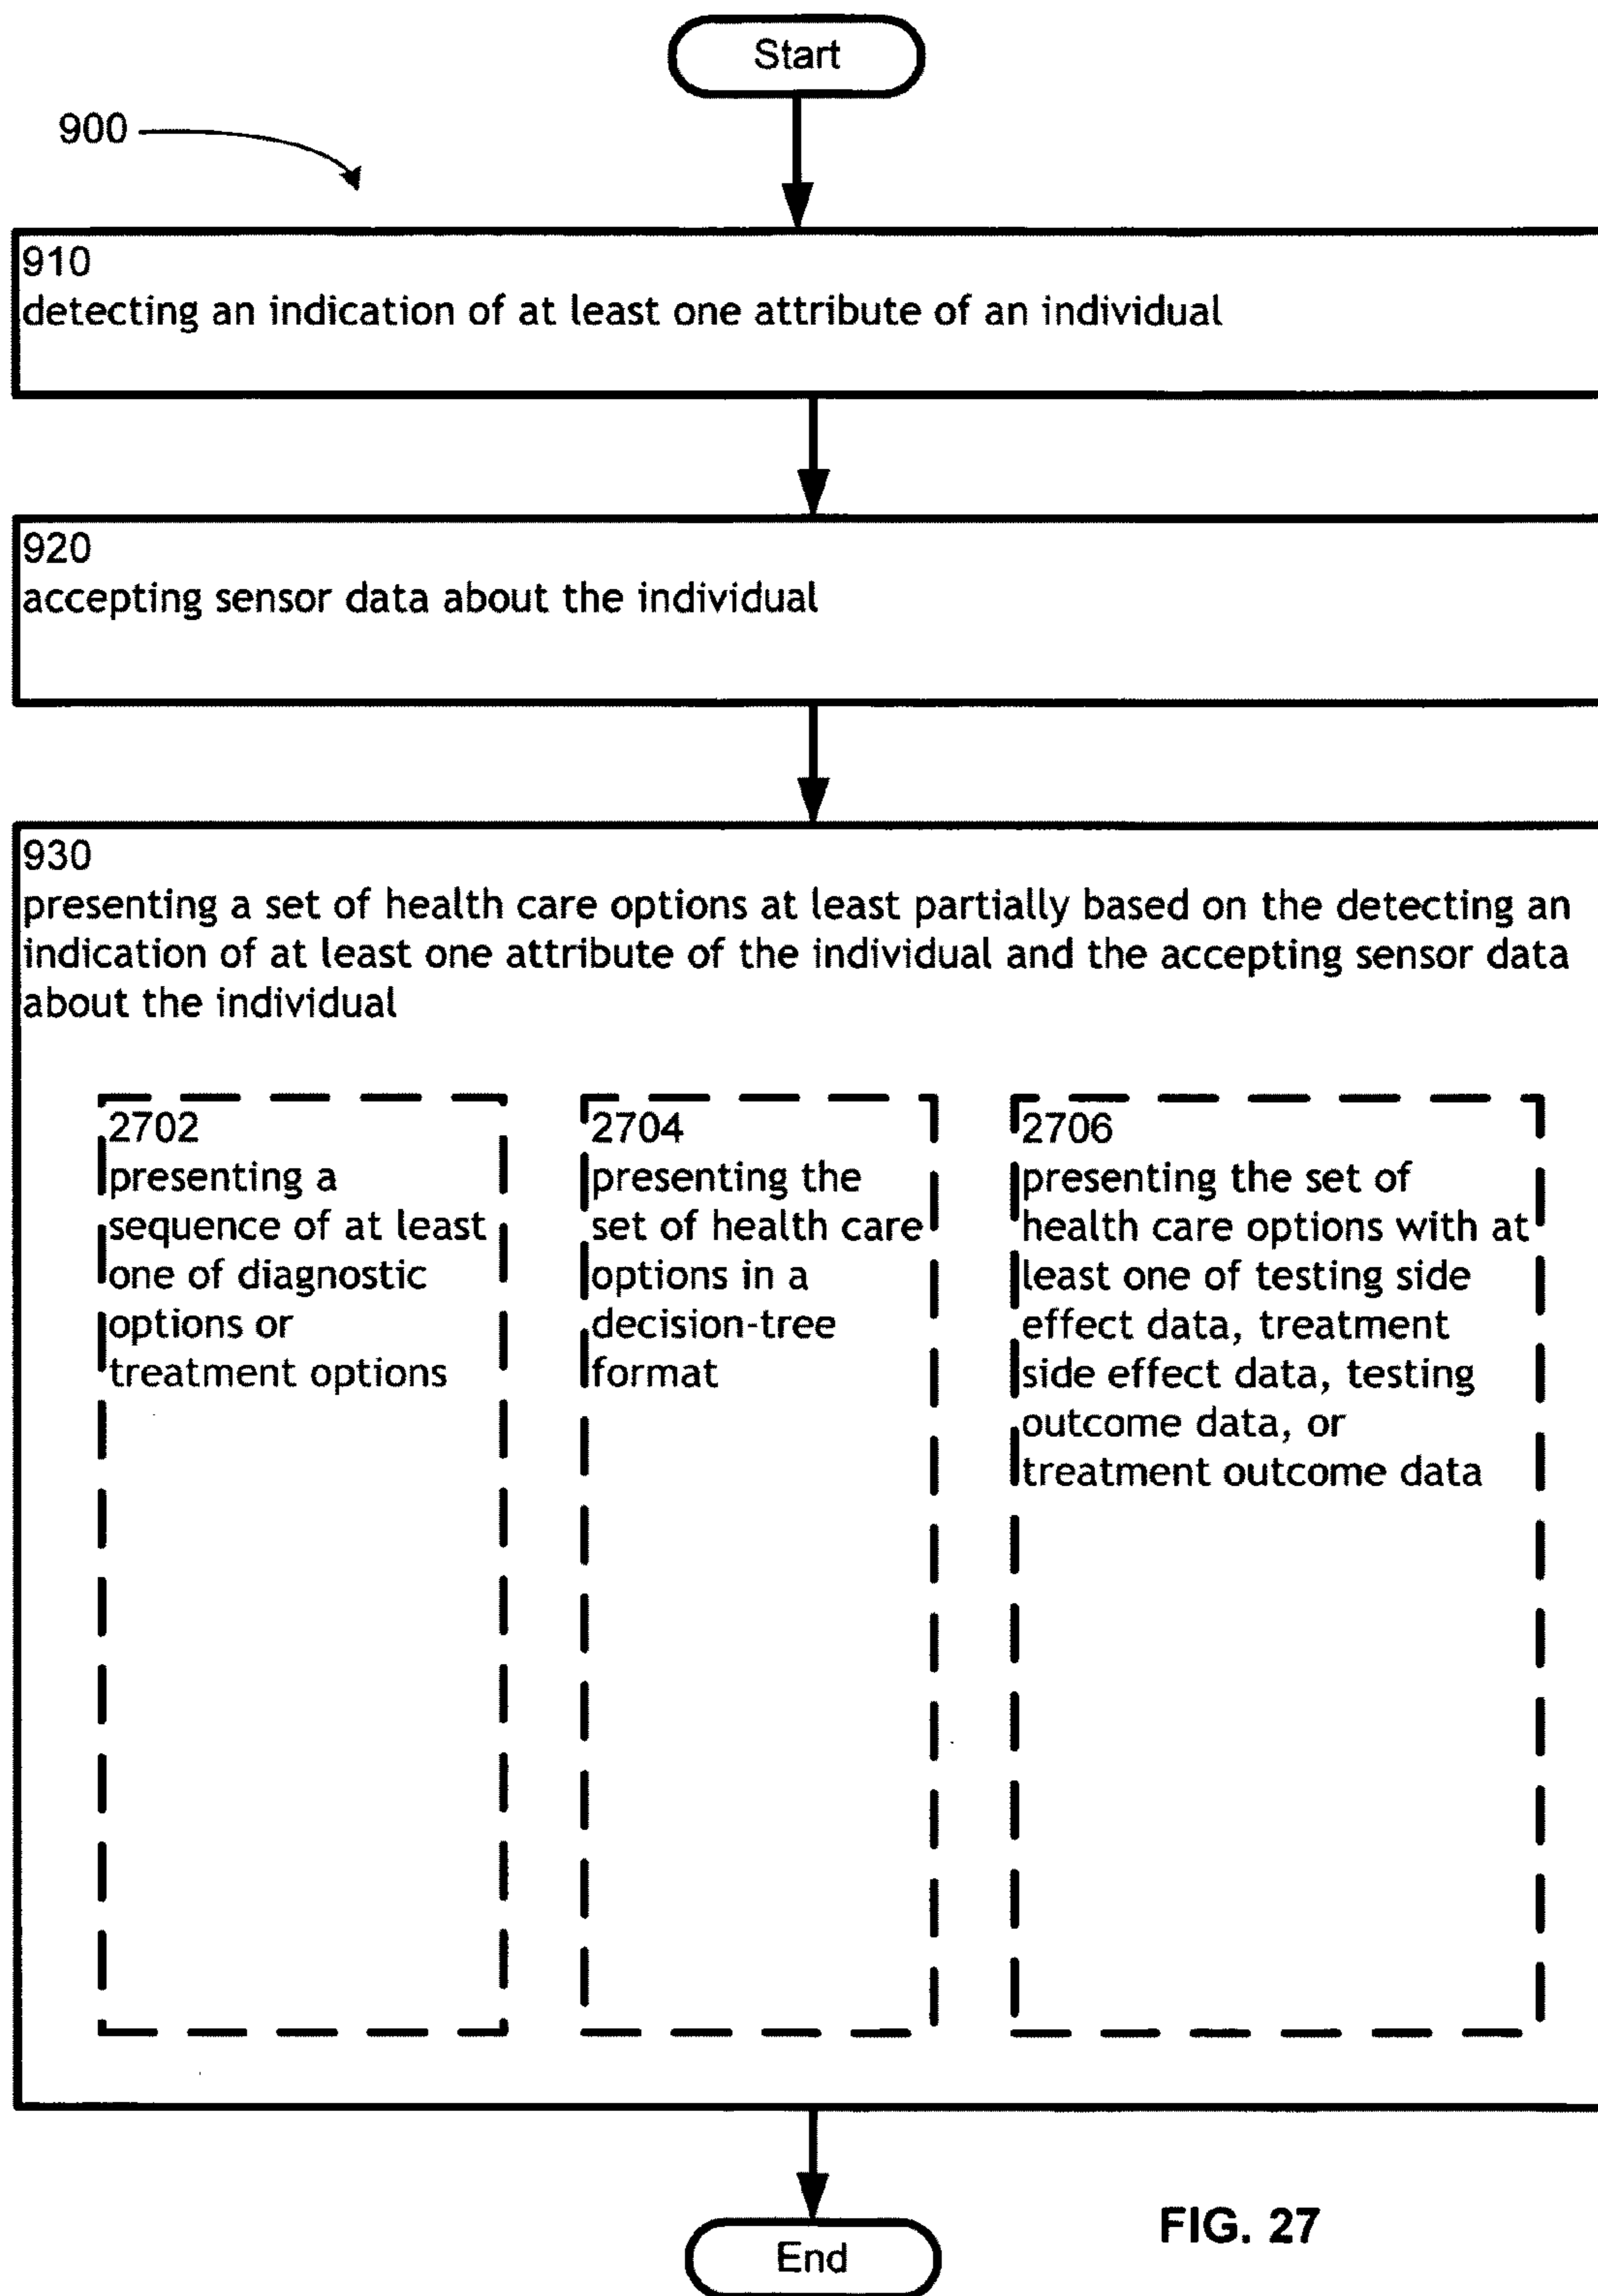 Start
900
910
detecting an indication of at least one attribute of an individual
920
accepting sensor data about the individual
930
presenting a set of health care options at least partially based on the detecting an
indication of at least one attribute of the individual and the accepting sensor data
about the individual
2702
presenting a
sequence of at least
one of diagnostic
options or
treatment options
2704
presenting the
set of health care
options in a
decision-tree
format
2706
presenting the set of
health care options with at
least one of testing side
effect data, treatment
side effect data, testing
outcome data, or
treatment outcome data
End
FIG. 27